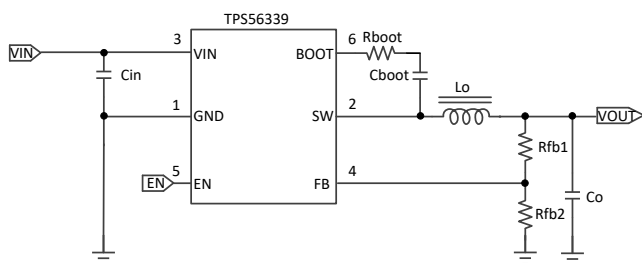 TPS56339
VIN
3
VIN
BOOT
6
Rboot
Cboot
Cin
Lo
1
GND
SW
2
VOUT
Rfb1
EN
5
EN
FB
4
Rfb2
Co